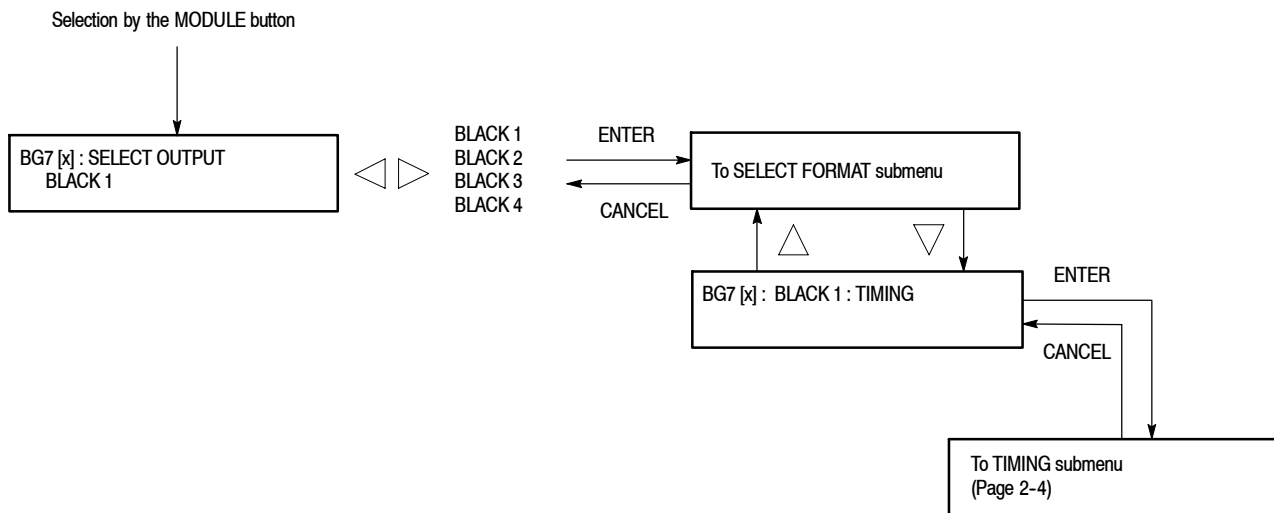 Selection by the MODULE button
BG7 [x] : SELECT OUTPUT
BLACK 1
BLACK 1
BLACK 2
BLACK 3
BLACK 4
ENTER
CANCEL
To SELECT FORMAT submenu
BG7 [x] : BLACK 1 : TIMING
ENTER
CANCEL
To TIMING submenu
(Page 2-4)